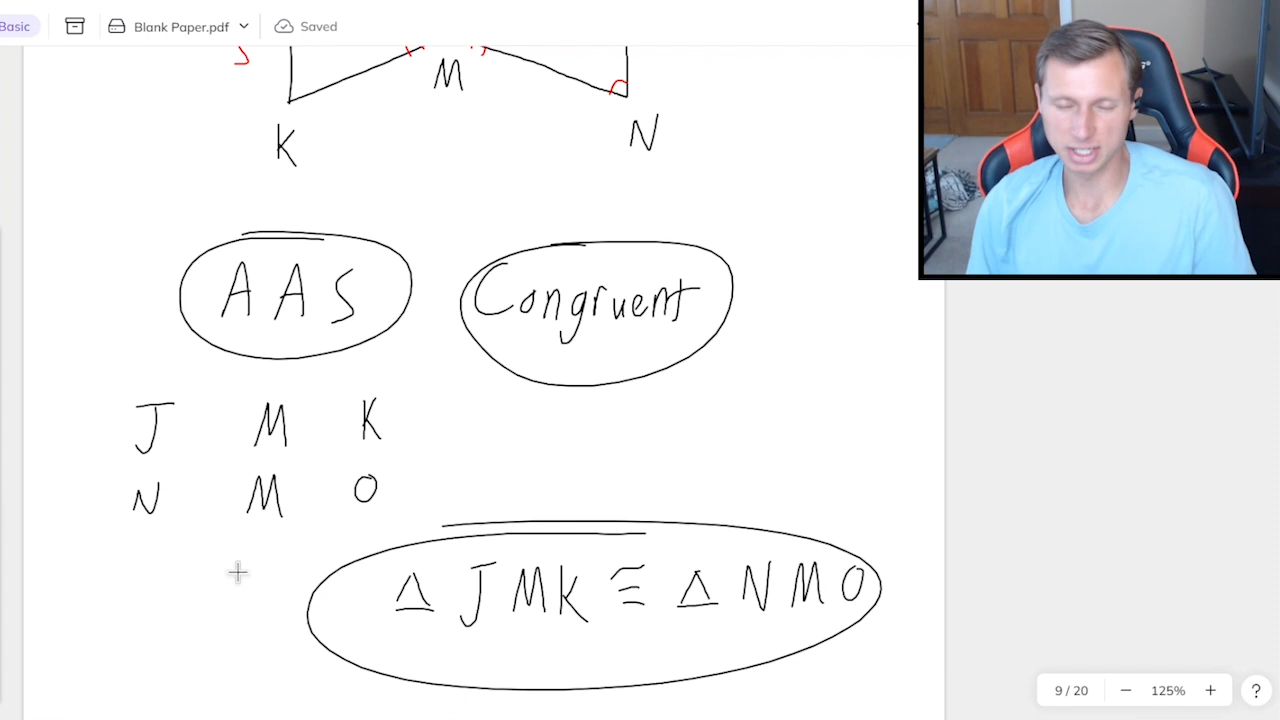 Basic
Blank Paper.pdf
Saved
M
K
N
AAS
Congruent
J M K
N M O
Δ JMK ≅ Δ NMO
9 / 20
125%